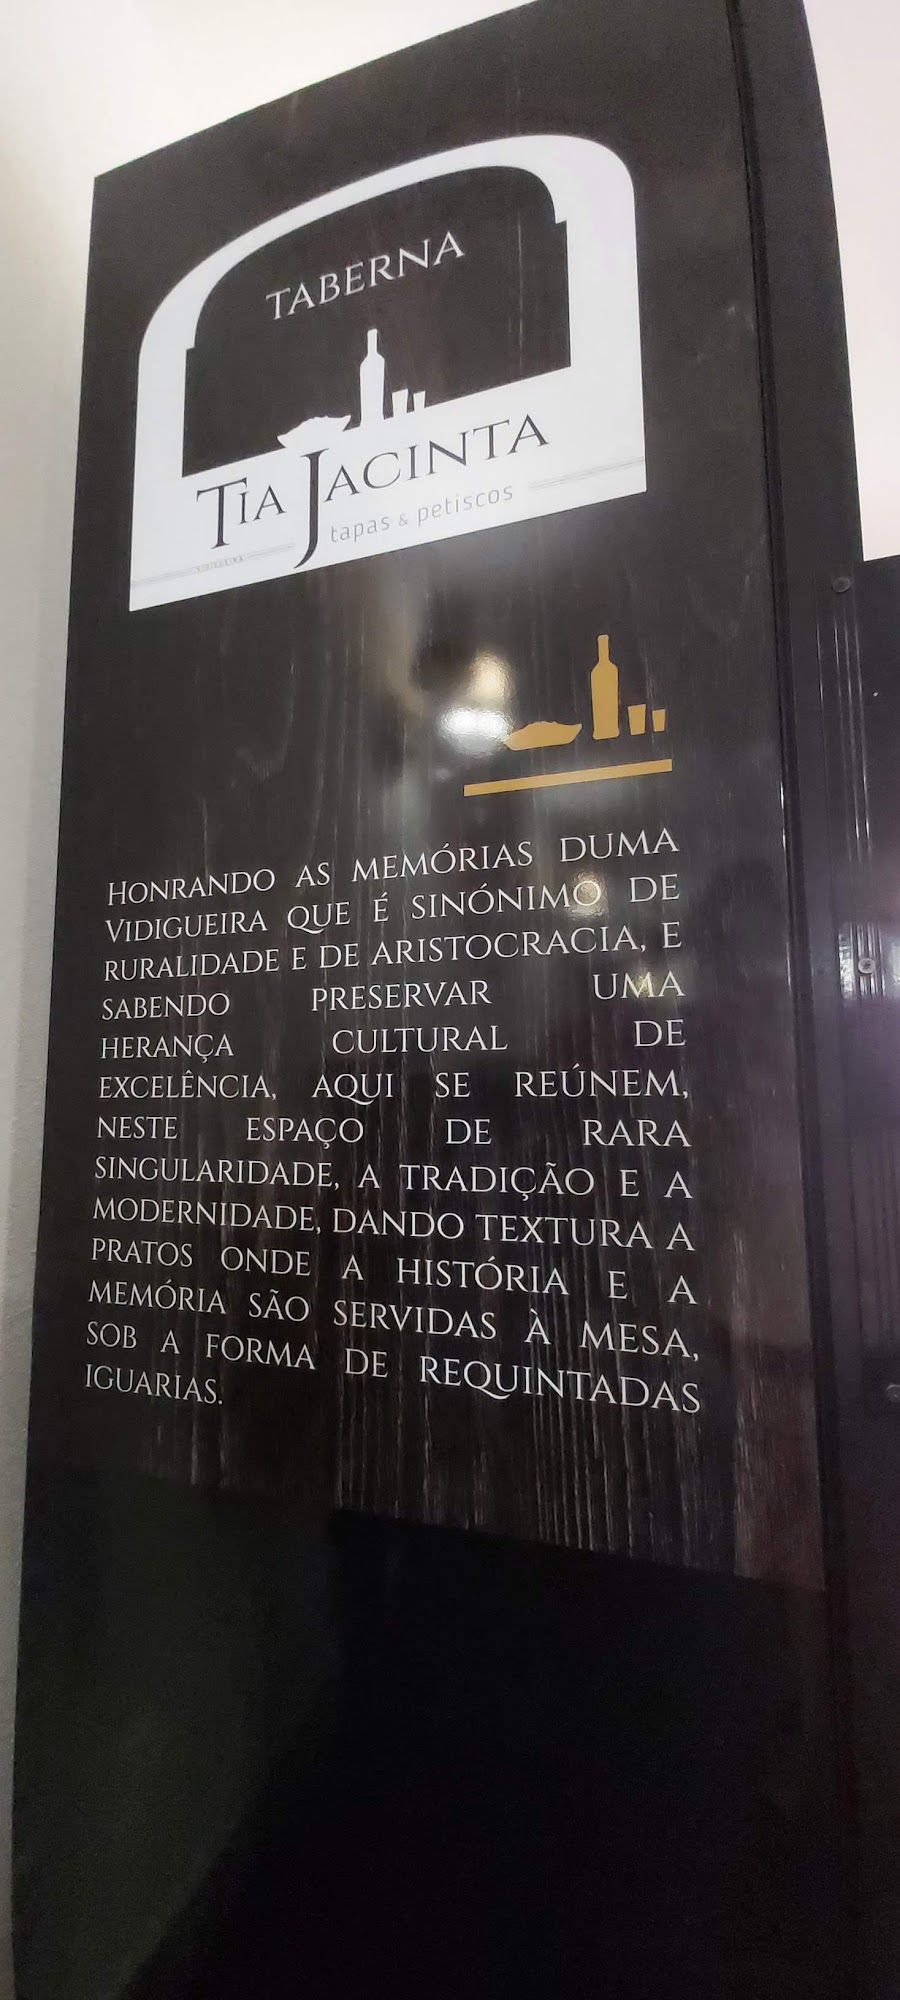 TABERNA
TIA JACINTA
tapas & petiscos
VIDIGUEIRA
HONRANDO AS MEMÓRIAS DUMA
VIDIGUEIRA QUE É SINÓNIMO DE
RURALIDADE E DE ARISTOCRACIA, E
SABENDO PRESERVAR UMA
HERANÇA CULTURAL DE
EXCELÊNCIA, AQUI SE REÚNEM,
NESTE ESPAÇO DE RARA
SINGULARIDADE, A TRADIÇÃO E A
MODERNIDADE, DANDO TEXTURA A
PRATOS ONDE A HISTÓRIA E A
MEMÓRIA SÃO SERVIDAS À MESA,
SOB A FORMA DE REQUINTADAS
IGUARIAS.